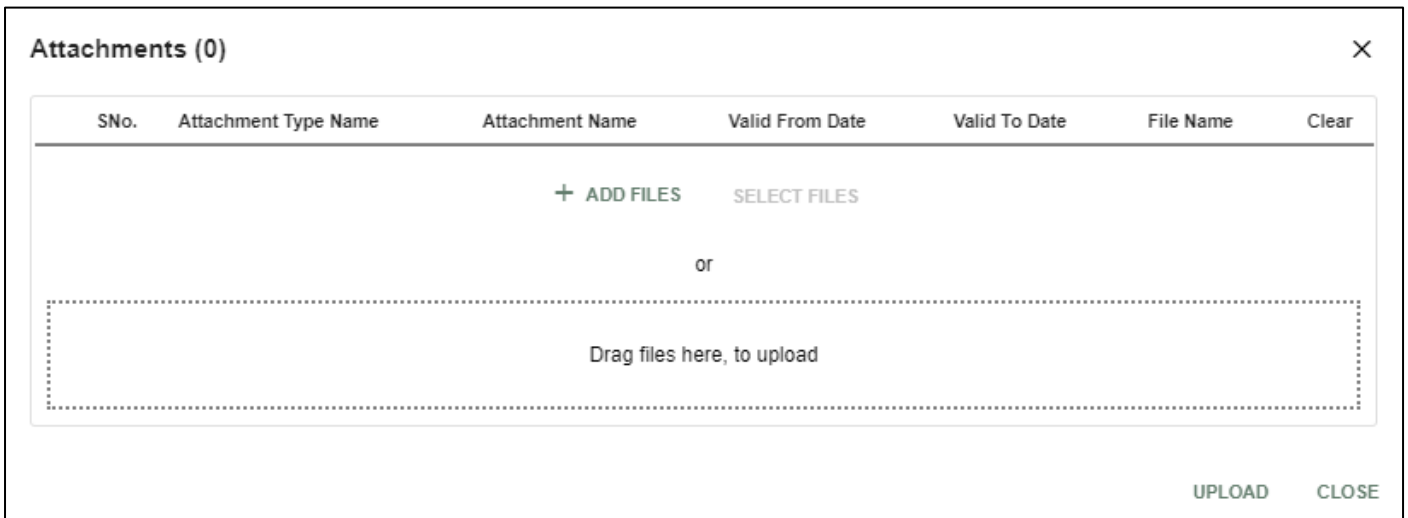 Attachments (0)
SNo. Attachment Type Name Attachment Name Valid From Date Valid To Date File Name Clear
+ ADD FILES SELECT FILES
or
Drag files here, to upload
UPLOAD CLOSE